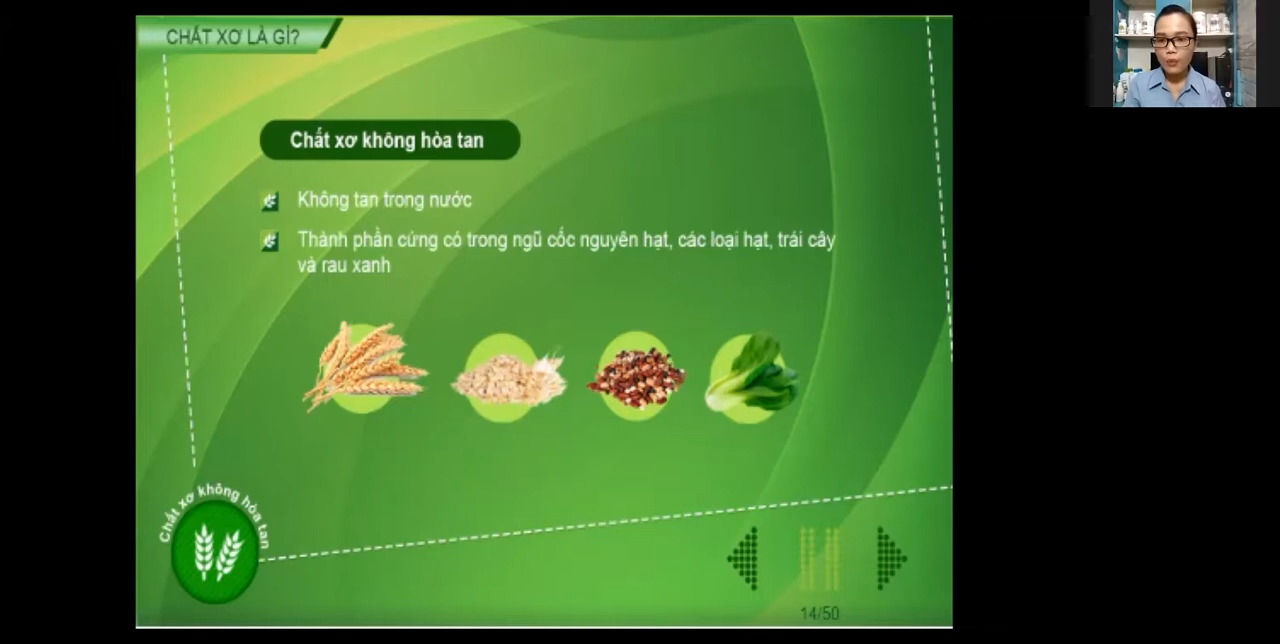 CHẤT XƠ LÀ GÌ?
Chất xơ không hòa tan
Không tan trong nước
Thành phần cứng có trong ngũ cốc nguyên hạt, các loại hạt, trái cây
và rau xanh
Chất xơ không hòa tan
14/50